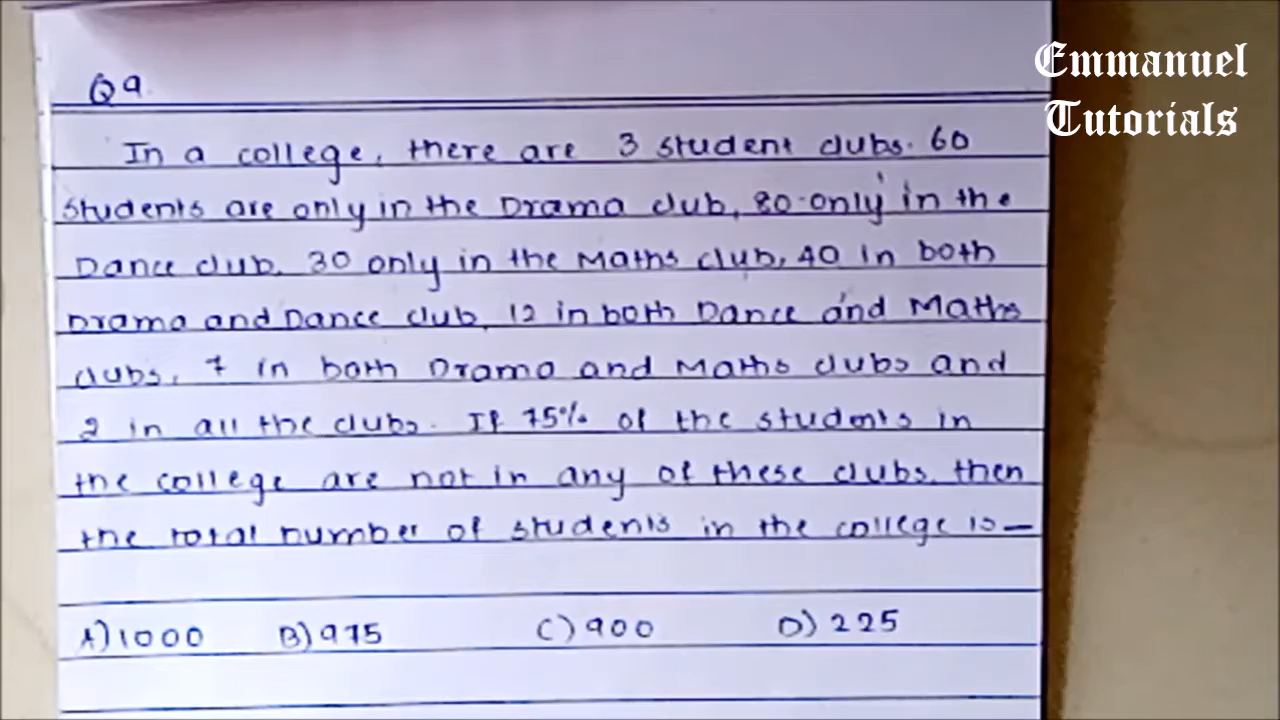 Emmanuel
Tutorials
Q9.
In a college, there are 3 student clubs. 60
students are only in the Drama club, 80 only in the
Dance club, 30 only in the Maths club, 40 in both
Drama and Dance club, 12 in both Dance and Maths
clubs, 7 in both Drama and Maths clubs and
2 in all the clubs. If 75% of the students in
the college are not in any of these clubs, then
the total number of students in the college is —
A) 1000 B) 975 C) 900 D) 225